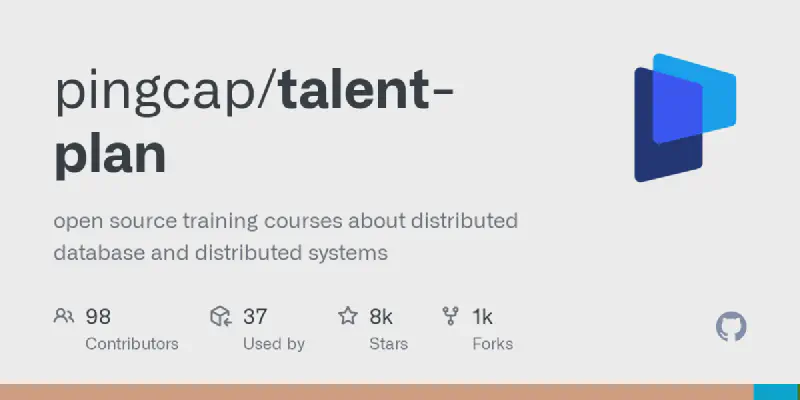 pingcap/talent-
plan
open source training courses about distributed
database and distributed systems
98
Contributors
37
Used by
8k
Stars
1k
Forks